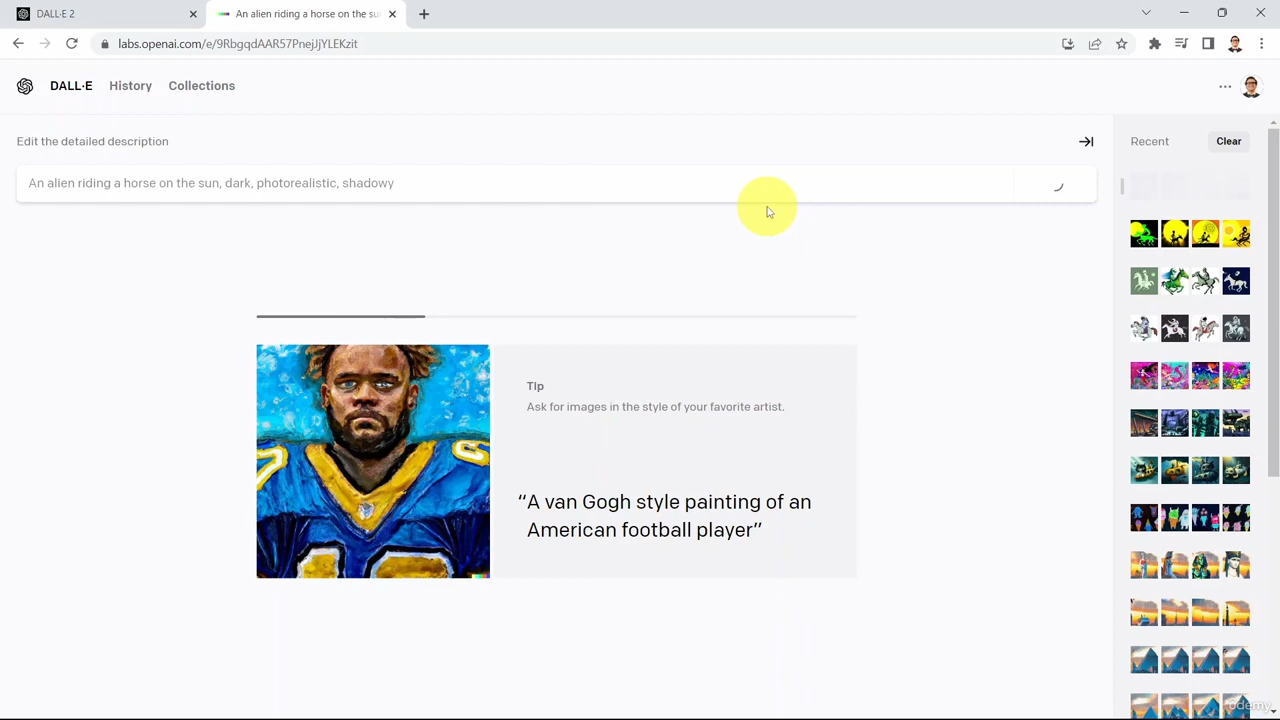 DALL·E 2
An alien riding a horse on the su
labs.openai.com/e/9RbgqdAAR57PnejJjYLEKzit
DALL·E
History
Collections
Edit the detailed description
Recent
Clear
An alien riding a horse on the sun, dark, photorealistic, shadowy
Tip
Ask for images in the style of your favorite artist.
“A van Gogh style painting of an
American football player”
udemy